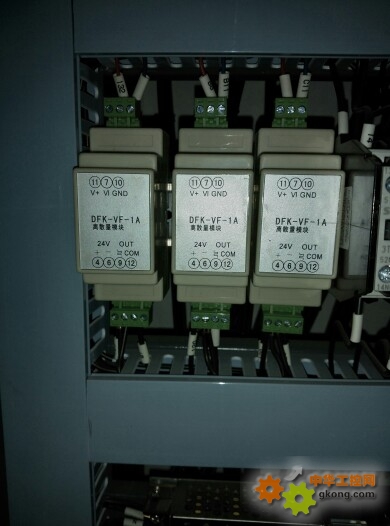 ⑪ ⑦ ⑩
V+ VI GND
DFK-VF-1A
离散量模块
24V OUT
+ - COM
④ ⑥ ⑨ ⑫
⑪ ⑦ ⑩
V+ VI GND
DFK-VF-1A
离散量模块
24V OUT
+ - COM
④ ⑥ ⑨ ⑫
⑪ ⑦ ⑩
V+ VI GND
DFK-VF-1A
离散量模块
24V OUT
+ - COM
④ ⑥ ⑨ ⑫
中华工控网
gkong.com